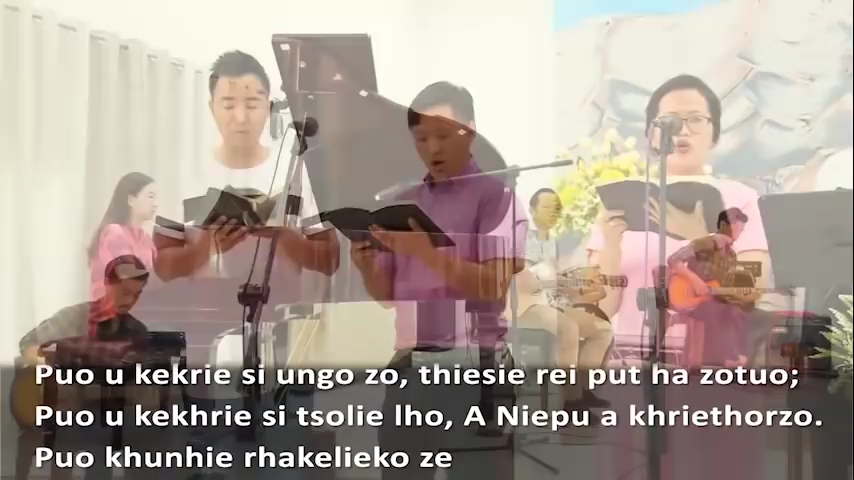 Puo u kekrie si ungo zo, thiesie rei put ha zotuo;
Puo u kekhrie si tsolie lho, A Niepu a khriethorzo.
Puo khunhie rhakelieko ze